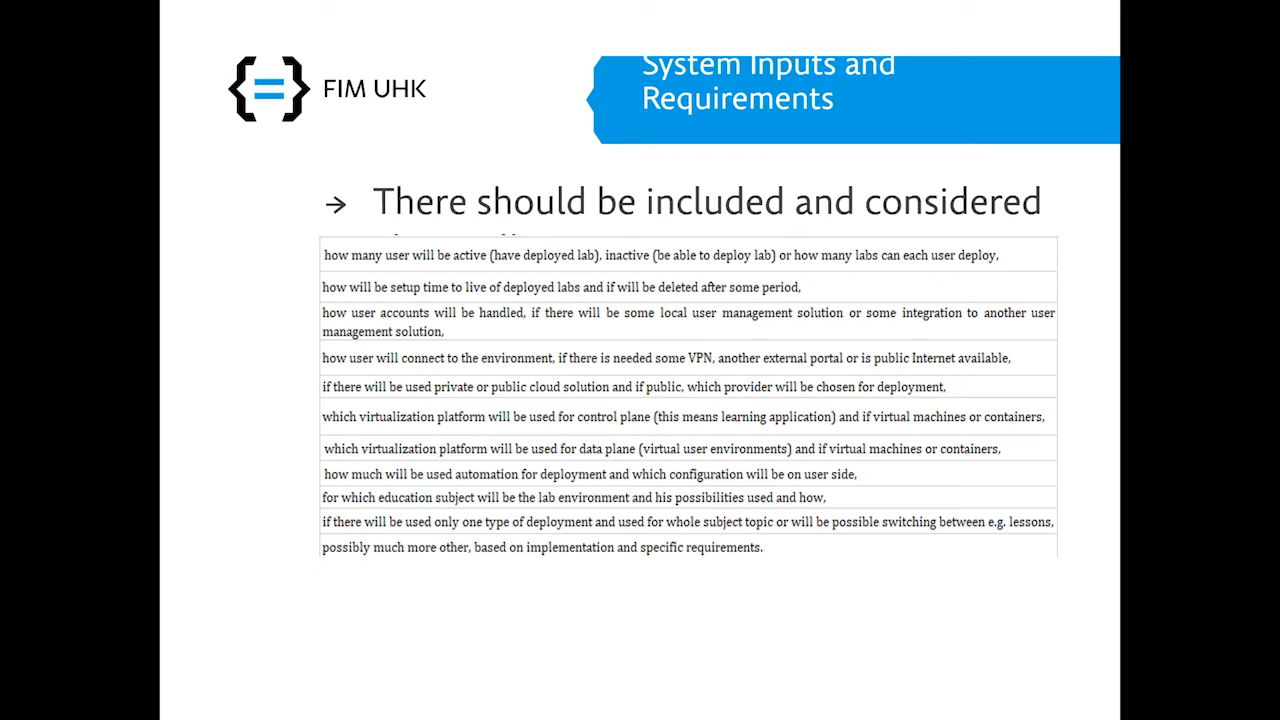 FIM UHK
System Inputs and
Requirements
→ There should be included and considered
how many user will be active (have deployed lab), inactive (be able to deploy lab) or how many labs can each user deploy,
how will be setup time to live of deployed labs and if will be deleted after some period,
how user accounts will be handled, if there will be some local user management solution or some integration to another user
management solution,
how user will connect to the environment, if there is needed some VPN, another external portal or is public Internet available,
if there will be used private or public cloud solution and if public, which provider will be chosen for deployment,
which virtualization platform will be used for control plane (this means learning application) and if virtual machines or containers,
which virtualization platform will be used for data plane (virtual user environments) and if virtual machines or containers,
how much will be used automation for deployment and which configuration will be on user side,
for which education subject will be the lab environment and his possibilities used and how,
if there will be used only one type of deployment and used for whole subject topic or will be possible switching between e.g. lessons,
possibly much more other, based on implementation and specific requirements.